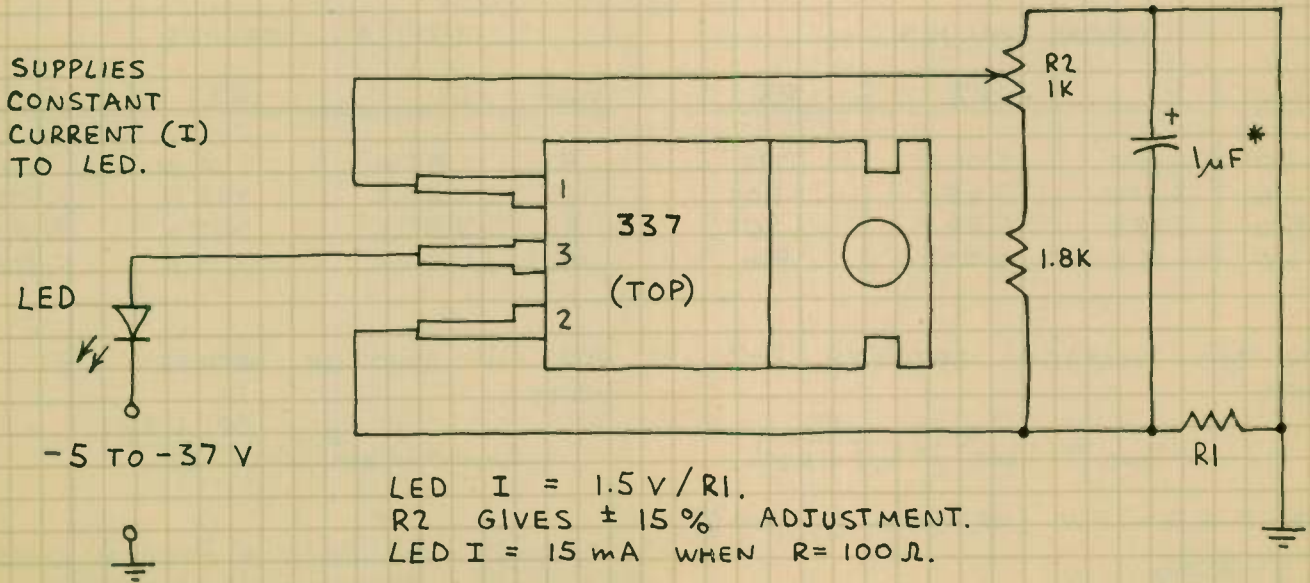 SUPPLIES
CONSTANT
CURRENT (I)
TO LED.
R2
1K
+
1µF*
1
337
3
(TOP)
2
1.8K
LED
-5 TO -37 V
R1
LED I = 1.5 V/R1.
R2 GIVES ± 15% ADJUSTMENT.
LED I = 15 mA WHEN R = 100 Ω.